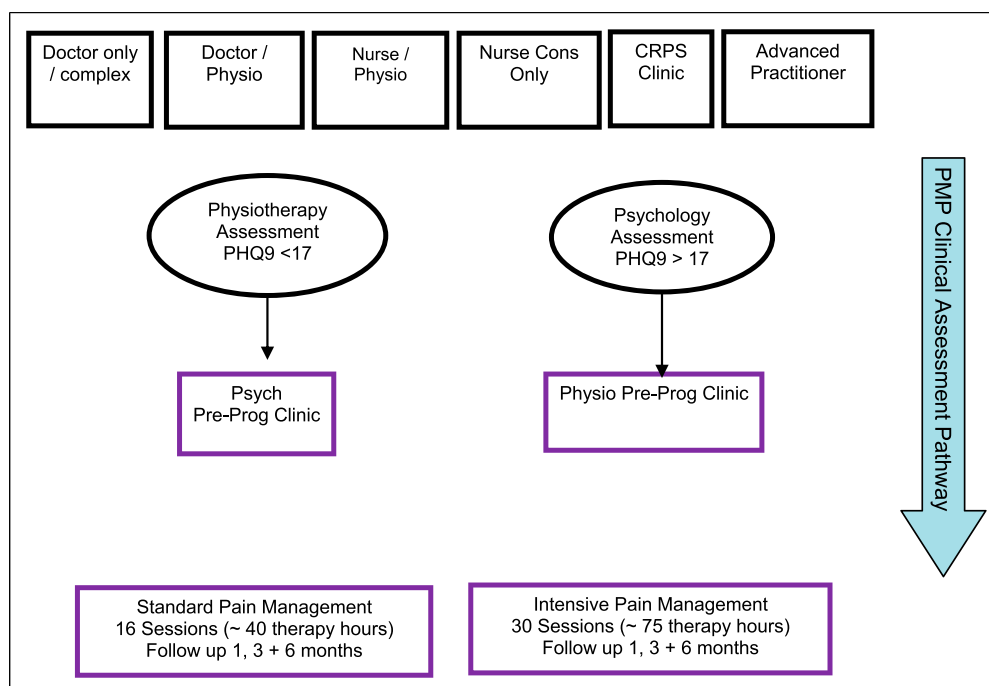 Doctor only
/ complex
Doctor /
Physio
Nurse /
Physio
Nurse Cons
Only
CRPS
Clinic
Advanced
Practitioner
Physiotherapy
Assessment
PHQ9 <17
Psychology
Assessment
PHQ9 > 17
PMP Clinical Assessment Pathway
Psych
Pre-Prog Clinic
Physio Pre-Prog Clinic
Standard Pain Management
16 Sessions (~ 40 therapy hours)
Follow up 1, 3 + 6 months
Intensive Pain Management
30 Sessions (~ 75 therapy hours)
Follow up 1, 3 + 6 months